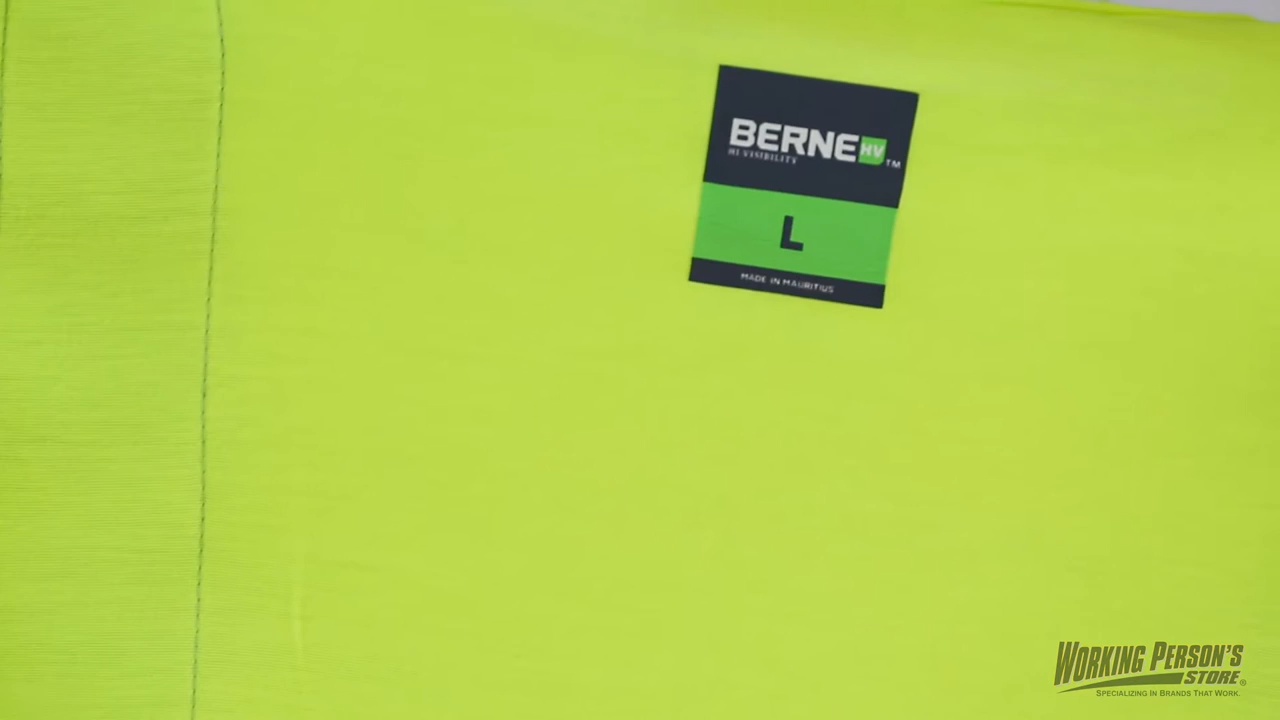 BERNE HV TM
HI VISIBILITY
L
MADE IN MAURITIUS
WORKING PERSON'S
STORE®
SPECIALIZING IN BRANDS THAT WORK.